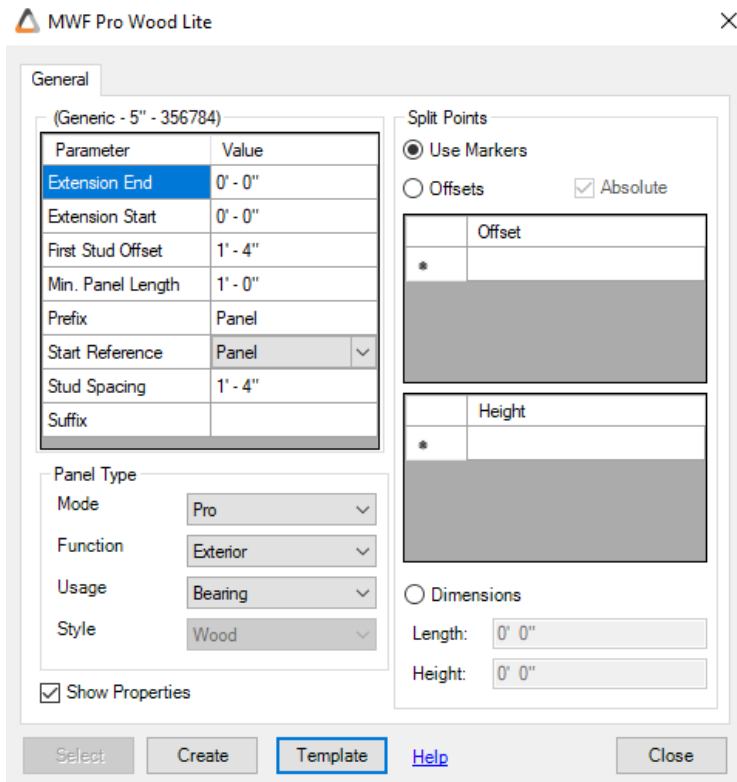 MWF Pro Wood Lite
General
(Generic - 5" - 356784)
Parameter Value
Extension End 0' - 0"
Extension Start 0' - 0"
First Stud Offset 1' - 4"
Min. Panel Length 1' - 0"
Prefix Panel
Start Reference Panel
Stud Spacing 1' - 4"
Suffix
Panel Type
Mode Pro
Function Exterior
Usage Bearing
Style Wood
Show Properties
Split Points
Use Markers
Offsets Absolute
Offset
*
Height
*
Dimensions
Length: 0' 0"
Height: 0' 0"
Select Create Template Help Close